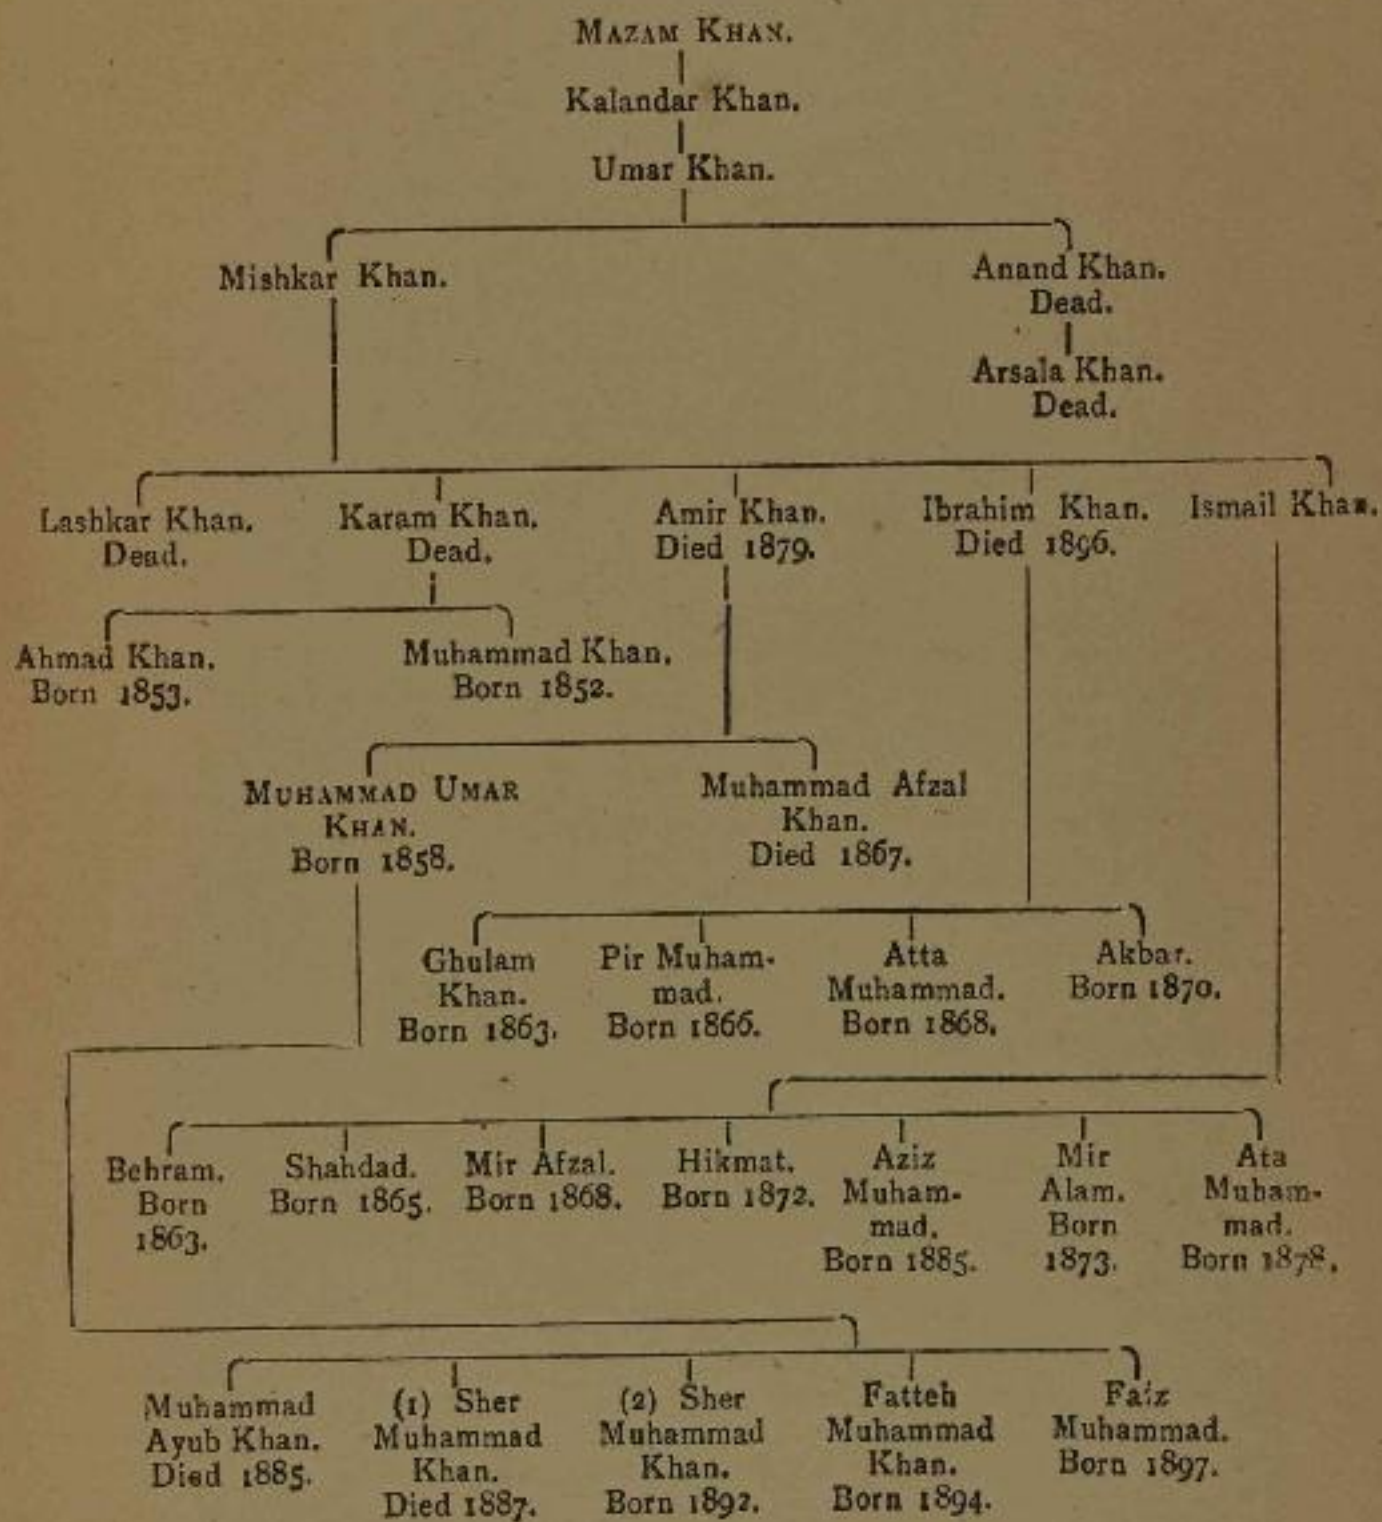 MAZAM KHAN.
Kalandar Khan.
Umar Khan.
Mishkar Khan.
Anand Khan.
Dead.
Arsala Khan.
Dead.
Lashkar Khan.
Dead.
Karam Khan.
Dead.
Amir Khan.
Died 1879.
Ibrahim Khan.
Died 1896.
Ismail Khan.
Ahmad Khan.
Born 1853.
Muhammad Khan.
Born 1852.
MUHAMMAD UMAR
KHAN.
Born 1858.
Muhammad Afzal
Khan.
Died 1867.
Ghulam
Khan.
Born 1863.
Pir Muham-
mad.
Born 1866.
Atta
Muhammad.
Born 1868.
Akbar.
Born 1870.
Behram.
Born
1863.
Shahdad.
Born 1865.
Mir Afzal.
Born 1868.
Hikmat.
Born 1872.
Aziz
Muham-
mad.
Born 1885.
Mir
Alam.
Born
1873.
Ata
Muham-
mad.
Born 1878.
Muhammad
Ayub Khan.
Died 1885.
(1) Sher
Muhammad
Khan.
Died 1887.
(2) Sher
Muhammad
Khan.
Born 1892.
Fatteh
Muhammad
Khan.
Born 1894.
Faiz
Muhammad.
Born 1897.